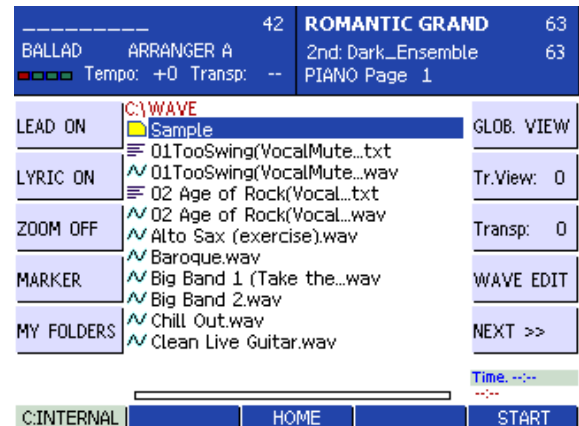 __________ 42
BALLAD ARRANGER A
Tempo: +0 Transp: --
ROMANTIC GRAND 63
2nd: Dark_Ensemble 63
PIANO Page 1
LEAD ON
LYRIC ON
ZOOM OFF
MARKER
MY FOLDERS
C:\WAVE
Sample
01TooSwing(VocalMute...txt
01TooSwing(VocalMute...wav
02 Age of Rock(Vocal...txt
02 Age of Rock(Vocal...wav
Alto Sax (exercise).wav
Baroque.wav
Big Band 1 (Take the...wav
Big Band 2.wav
Chill Out.wav
Clean Live Guitar.wav
GLOB. VIEW
Tr.View: 0
Transp: 0
WAVE EDIT
NEXT >>
Time. --:--
--:--
C:INTERNAL
HOME
START